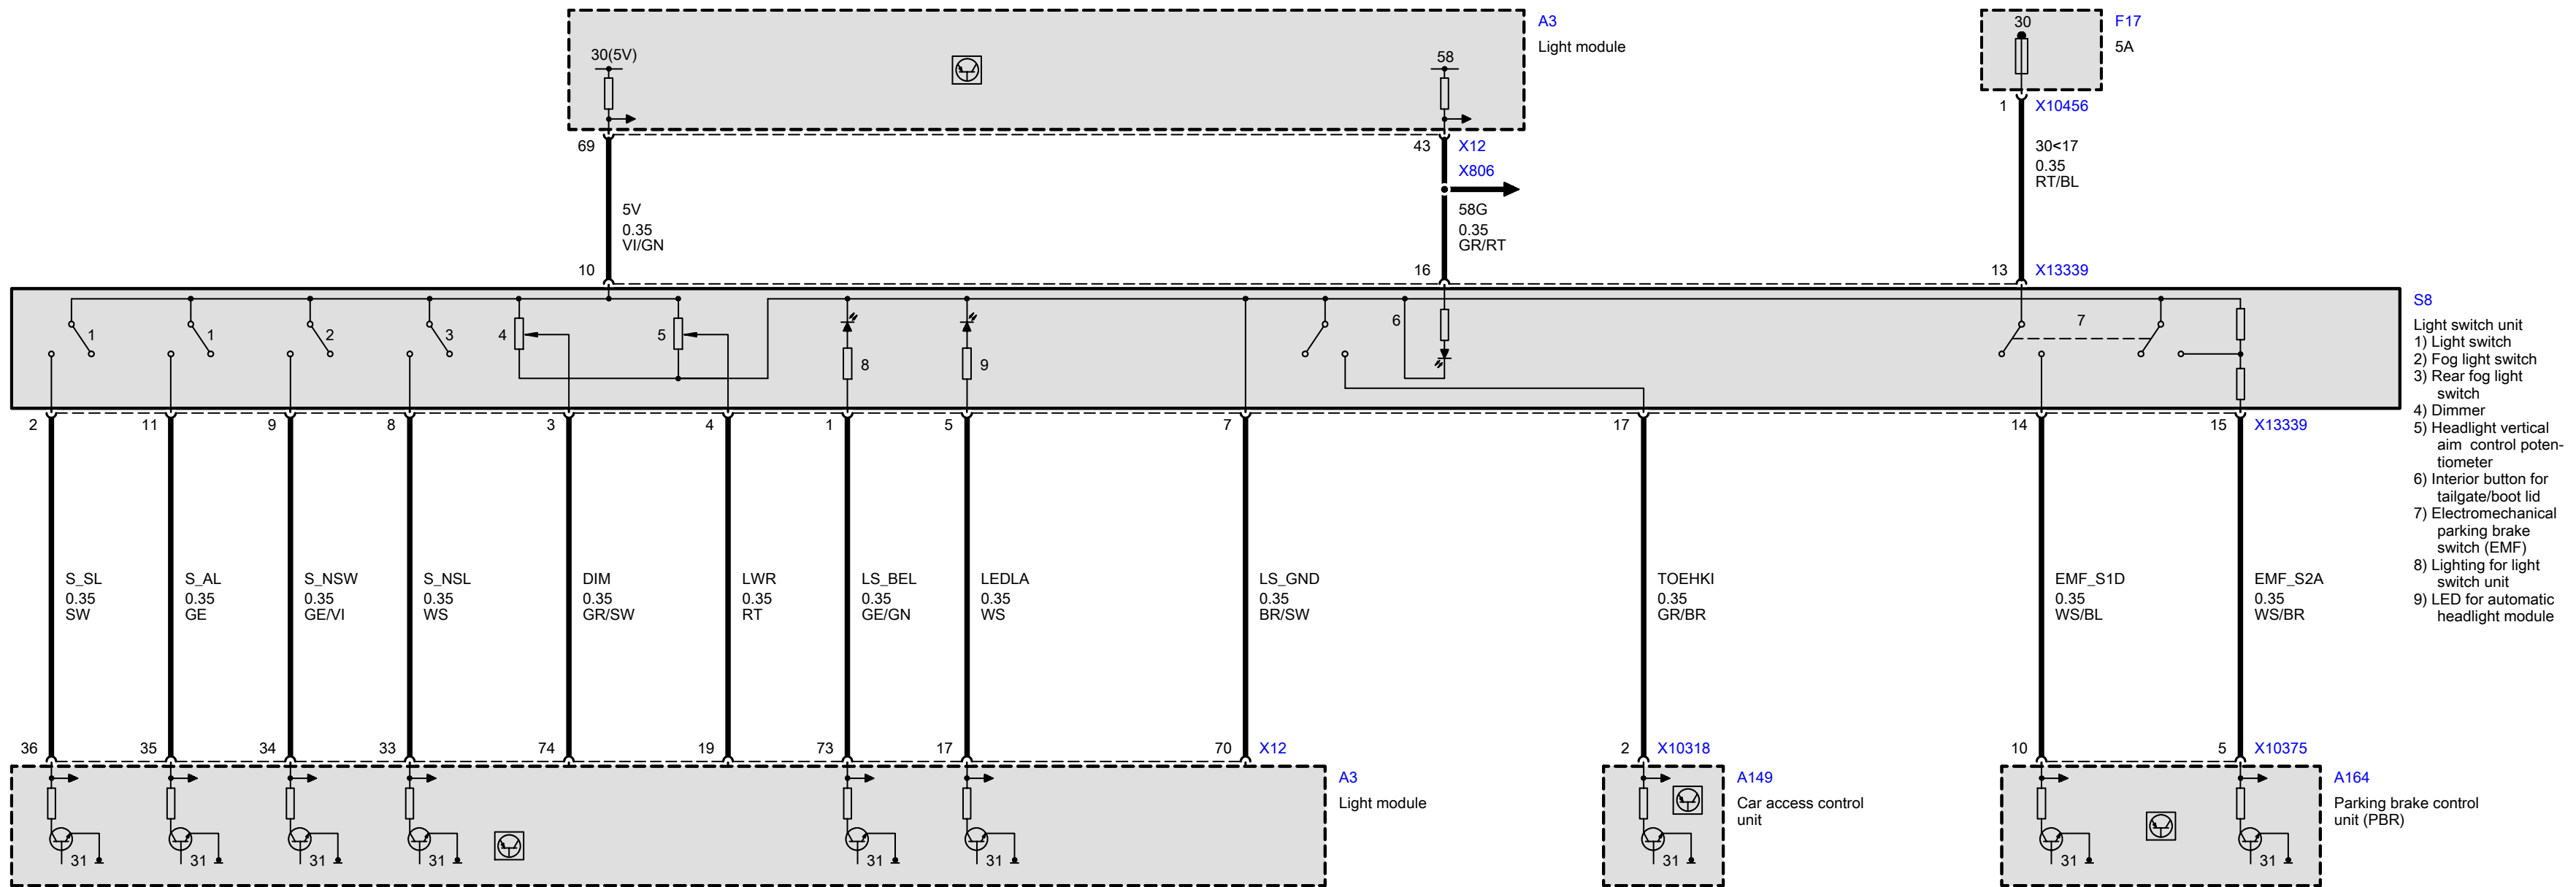 A3
Light module
30(5V)
58
30
F17
5A
69
43
X12
1
X10456
X806
5V
0.35
VI/GN
58G
0.35
GR/RT
30<17
0.35
RT/BL
10
16
13
X13339
1
1
2
3
4
5
8
9
6
7
S8
Light switch unit
1) Light switch
2) Fog light switch
3) Rear fog light
switch
4) Dimmer
5) Headlight vertical
aim control poten-
tiometer
6) Interior button for
tailgate/boot lid
7) Electromechanical
parking brake
switch (EMF)
8) Lighting for light
switch unit
9) LED for automatic
headlight module
2
11
9
8
3
4
1
5
7
17
14
15
X13339
S_SL
0.35
SW
S_AL
0.35
GE
S_NSW
0.35
GE/VI
S_NSL
0.35
WS
DIM
0.35
GR/SW
LWR
0.35
RT
LS_BEL
0.35
GE/GN
LEDLA
0.35
WS
LS_GND
0.35
BR/SW
TOEHKI
0.35
GR/BR
EMF_S1D
0.35
WS/BL
EMF_S2A
0.35
WS/BR
36
35
34
33
74
19
73
17
70
X12
2
X10318
10
5
X10375
A3
Light module
A149
Car access control
unit
A164
Parking brake control
unit (PBR)
31
31
31
31
31
31
31
31
31